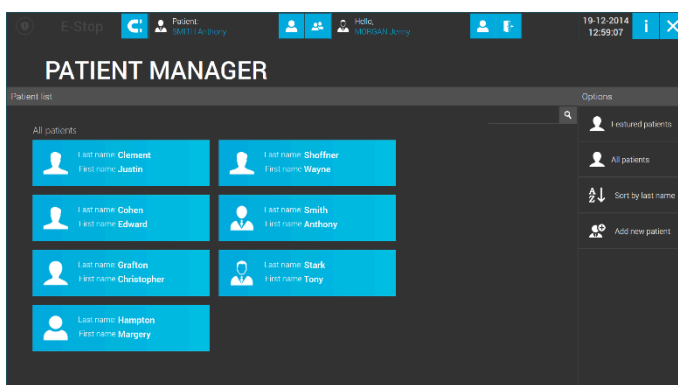 E-Stop
Patient:
SMITH Anthony
Hello,
MORGAN Jenny
19-12-2014
12:59:07
PATIENT MANAGER
Patient list
Options
All patients
Last name Clement
First name Justin
Last name Shoffner
First name Wayne
Last name Cohen
First name Edward
Last name Smith
First name Anthony
Last name Grafton
First name Christopher
Last name Stark
First name Tony
Last name Hampton
First name Margery
Featured patients
All patients
A
Z
Sort by last name
Add new patient